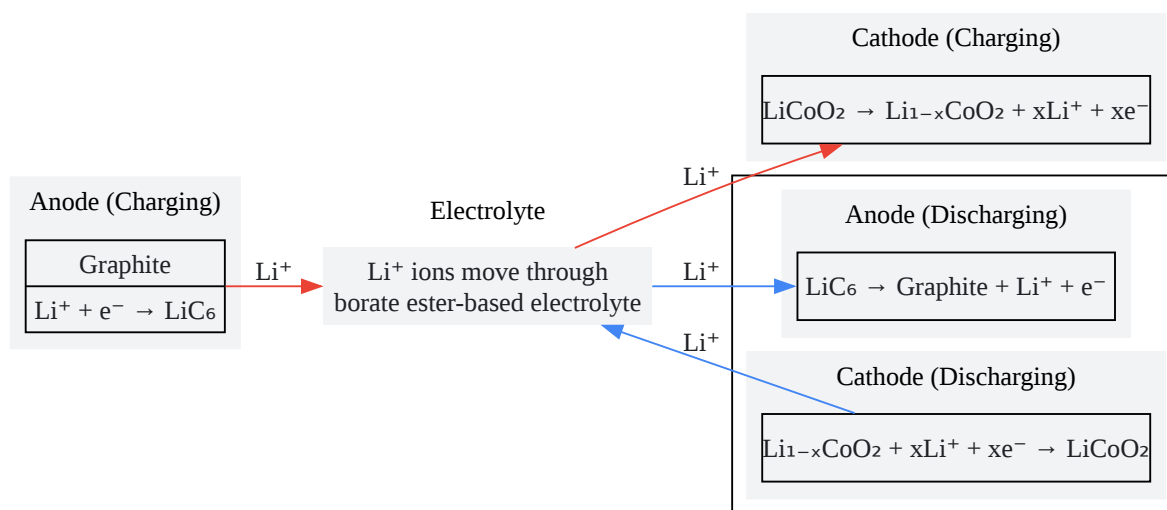 Cathode (Charging)
LiCoO₂ → Li₁₋ₓCoO₂ + xLi⁺ + xe⁻
Li⁺
Anode (Charging)
Graphite
Li⁺ + e⁻ → LiC₆
Li⁺
Electrolyte
Li⁺ ions move through
borate ester-based electrolyte
Li⁺
Anode (Discharging)
LiC₆ → Graphite + Li⁺ + e⁻
Li⁺
Cathode (Discharging)
Li₁₋ₓCoO₂ + xLi⁺ + xe⁻ → LiCoO₂